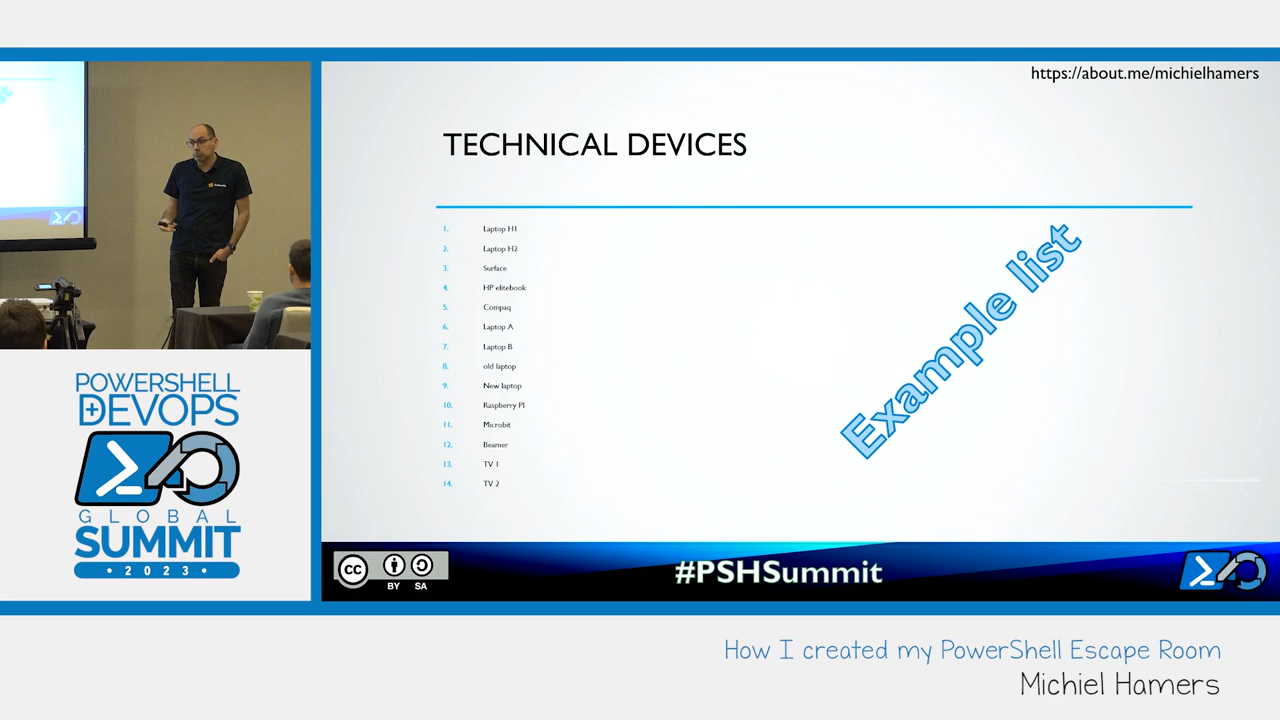 https://about.me/michielhamers
TECHNICAL DEVICES
1. Laptop H1
2. Laptop H2
3. Surface
4. HP elitebook
5. Compaq
6. Laptop A
7. Laptop B
8. old laptop
9. New laptop
10. Raspberry PI
11. Microbit
12. Beamer
13. TV 1
14. TV 2
Example list
POWERSHELL
+DEVOPS
GLOBAL
SUMMIT
• 2023 •
cc
BY SA
#PSHSummit
How I created my PowerShell Escape Room
Michiel Hamers